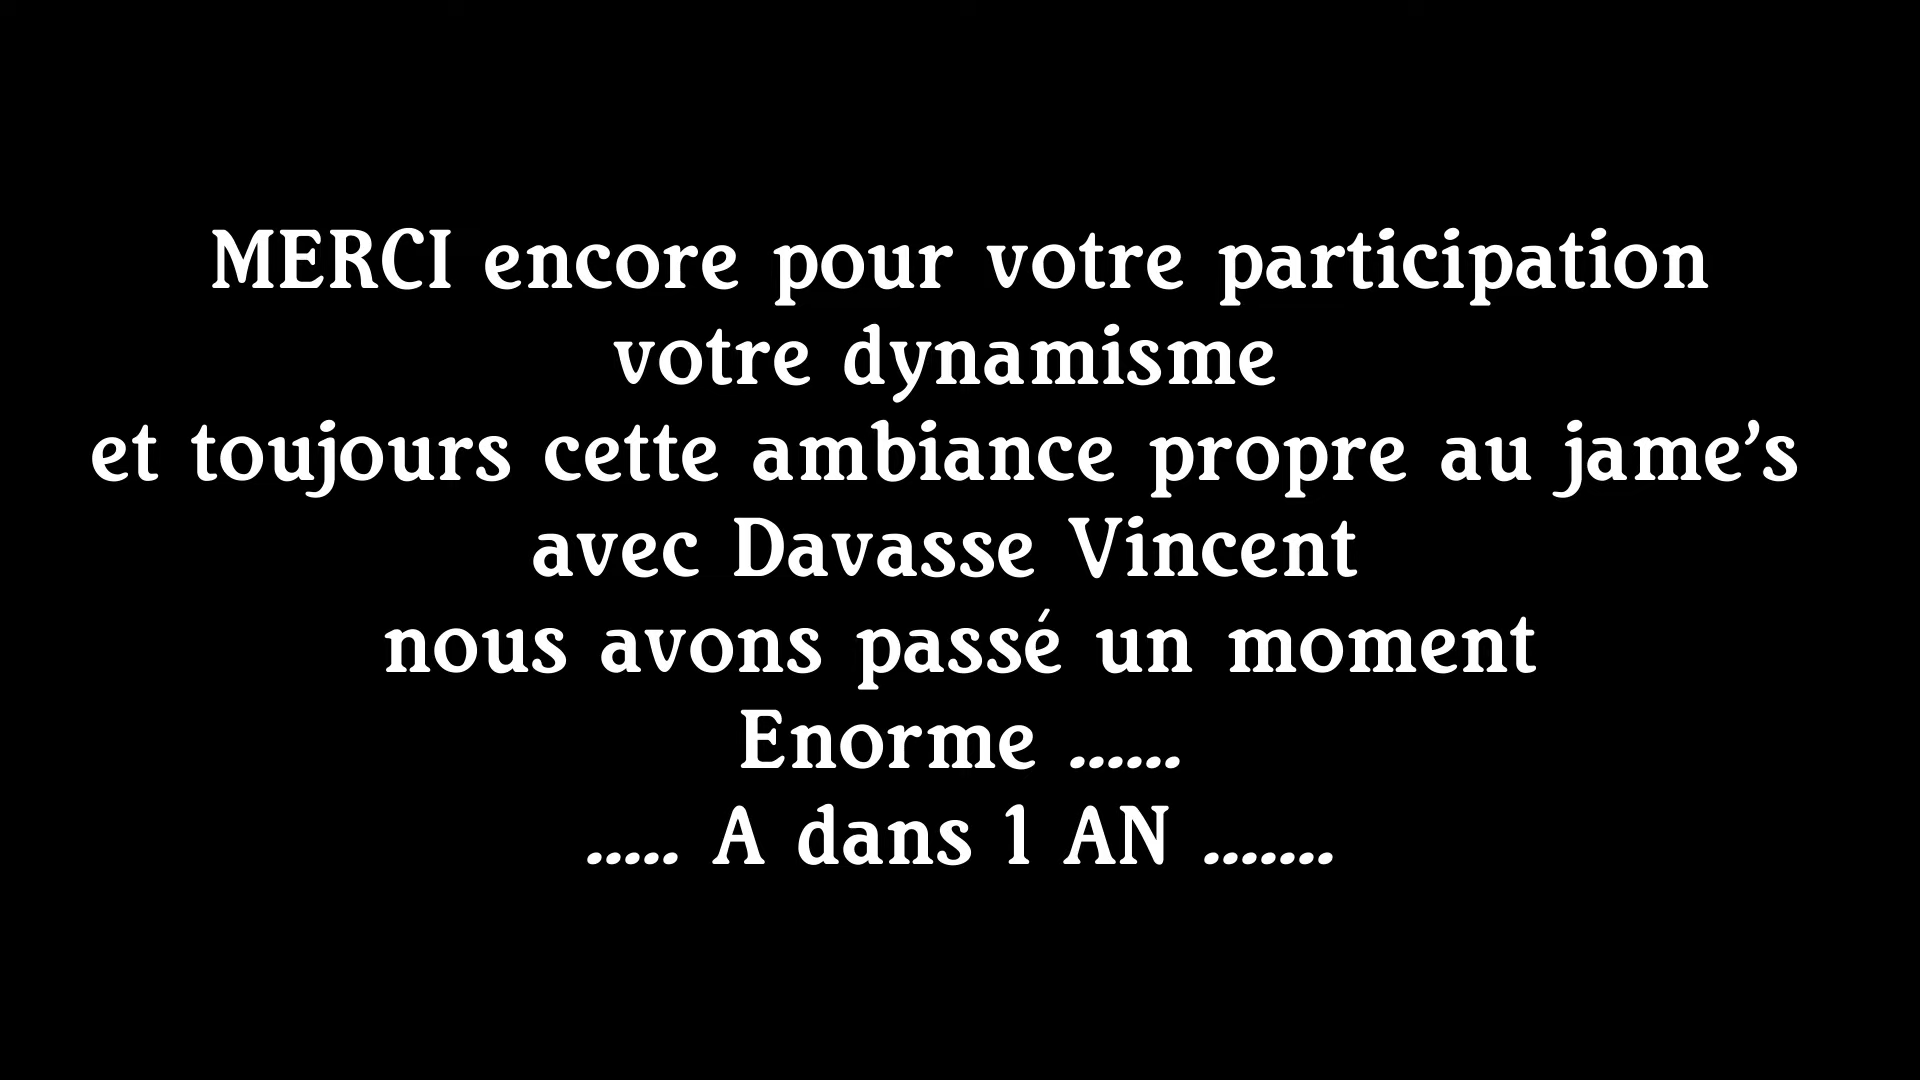 MERCI encore pour votre participation
votre dynamisme
et toujours cette ambiance propre au jame's
avec Davasse Vincent
nous avons passé un moment
Enorme ......
..... A dans 1 AN .......